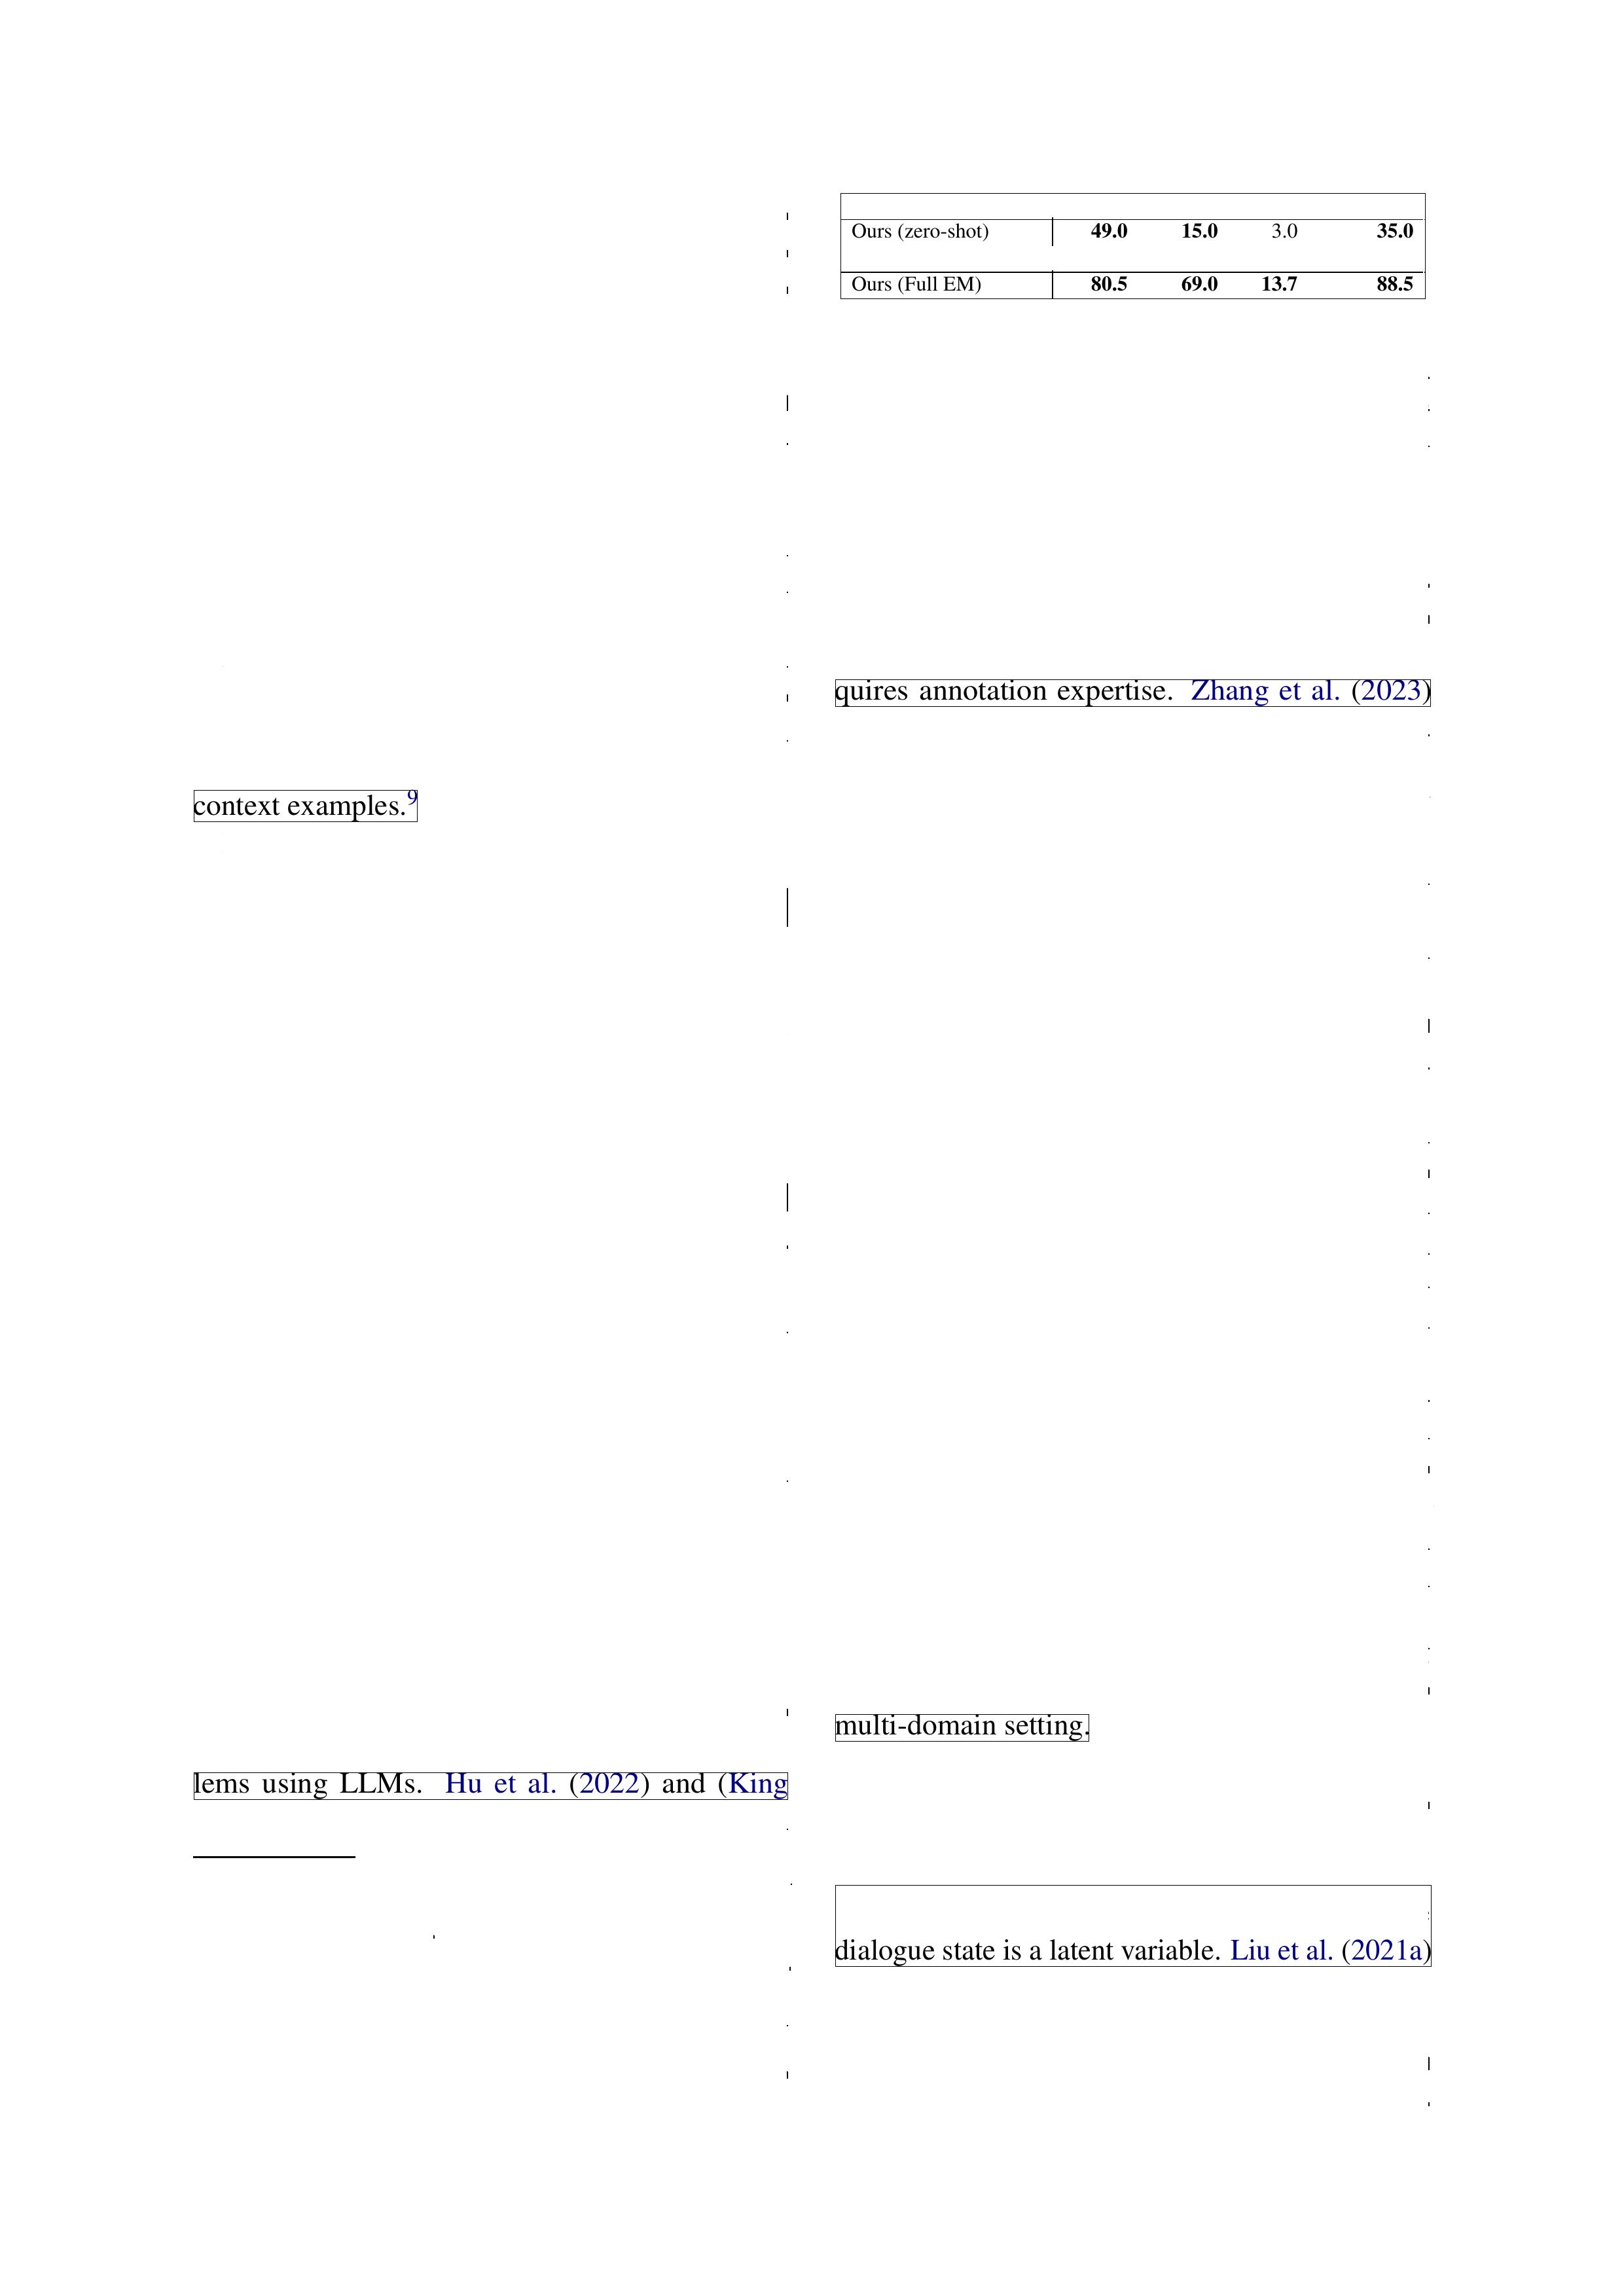 context examples.9
lems using LLMs. Hu et al. (2022) and (King
Ours (zero-shot) 49.0 15.0 3.0 35.0
Ours (Full EM) 80.5 69.0 13.7 88.5
quires annotation expertise. Zhang et al. (2023)
multi-domain setting.
dialogue state is a latent variable. Liu et al. (2021a)